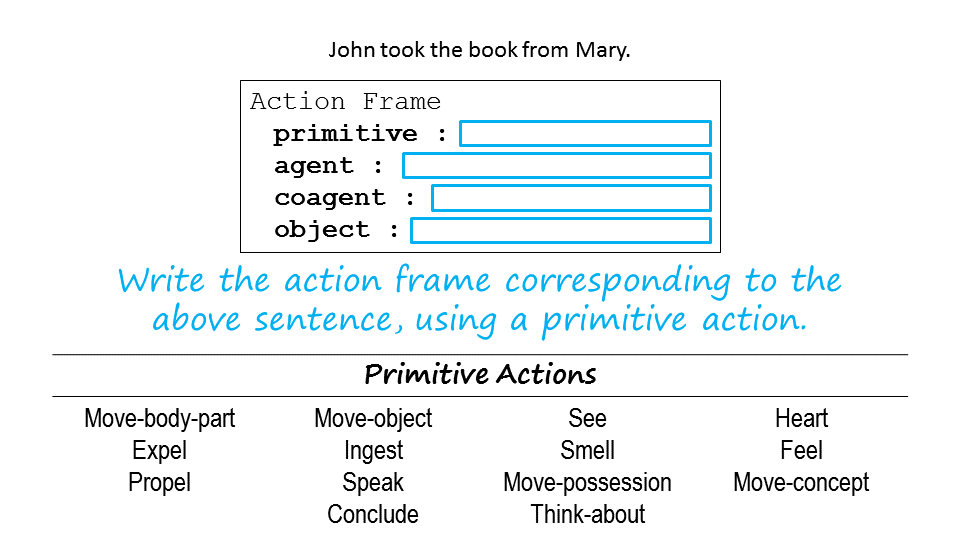 John took the book from Mary.
Action Frame
primitive :
agent :
coagent :
object :
Write the action frame corresponding to the
above sentence, using a primitive action.
Primitive Actions
Move-body-part Move-object See Heart
Expel Ingest Smell Feel
Propel Speak Move-possession Move-concept
Conclude Think-about